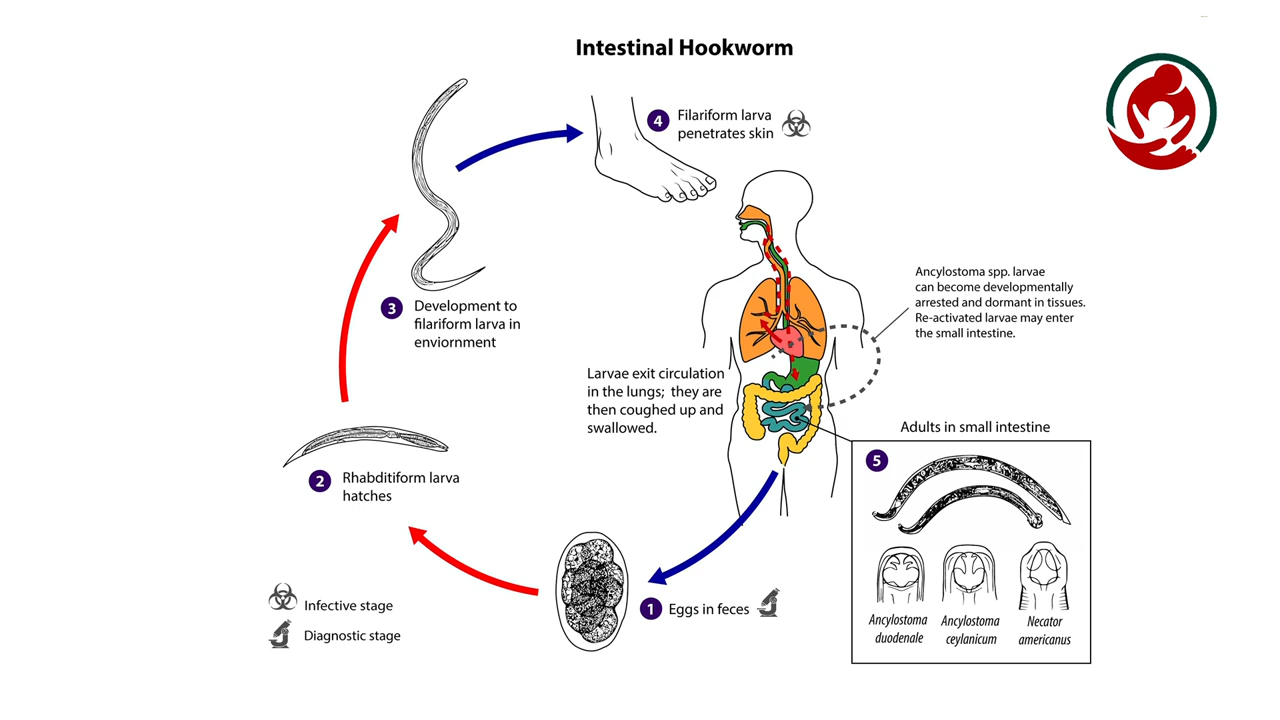 Intestinal Hookworm
4
Filariform larva
penetrates skin
Ancylostoma spp. larvae
can become developmentally
arrested and dormant in tissues.
Re-activated larvae may enter
the small intestine.
3
Development to
filariform larva in
enviornment
Larvae exit circulation
in the lungs; they are
then coughed up and
swallowed.
Adults in small intestine
5
2
Rhabditiform larva
hatches
1
Eggs in feces
Infective stage
Diagnostic stage
Ancylostoma
duodenale
Ancylostoma
ceylanicum
Necator
americanus